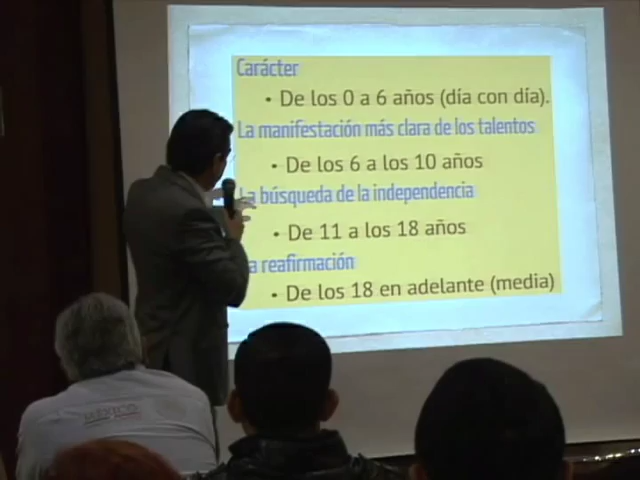 Carácter
• De los 0 a 6 años (día con día).
La manifestación más clara de los talentos
• De los 6 a los 10 años
La búsqueda de la independencia
• De 11 a los 18 años
a reafirmación
• De los 18 en adelante (media)
MÉXICO